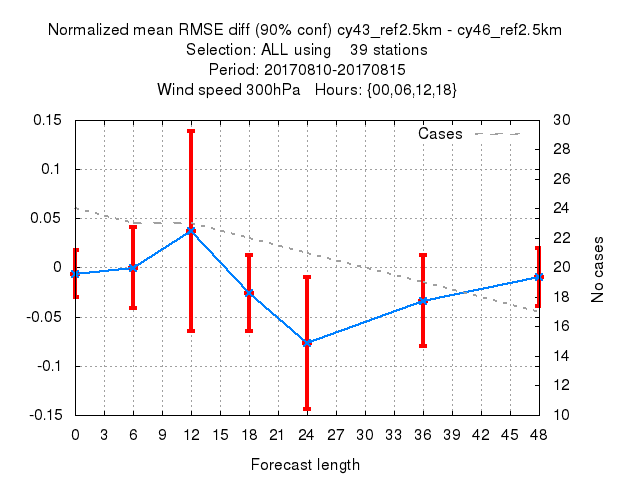 Normalized mean RMSE diff (90% conf) cy43_ref2.5km - cy46_ref2.5km
Selection: ALL using    39 stations
Period: 20170810-20170815
Wind speed 300hPa   Hours: {00,06,12,18}
Cases
0.15
0.1
0.05
0
-0.05
-0.1
-0.15
30
28
26
24
22
20
18
16
14
12
10
No cases
0 3 6 9 12 15 18 21 24 27 30 33 36 39 42 45 48
Forecast length